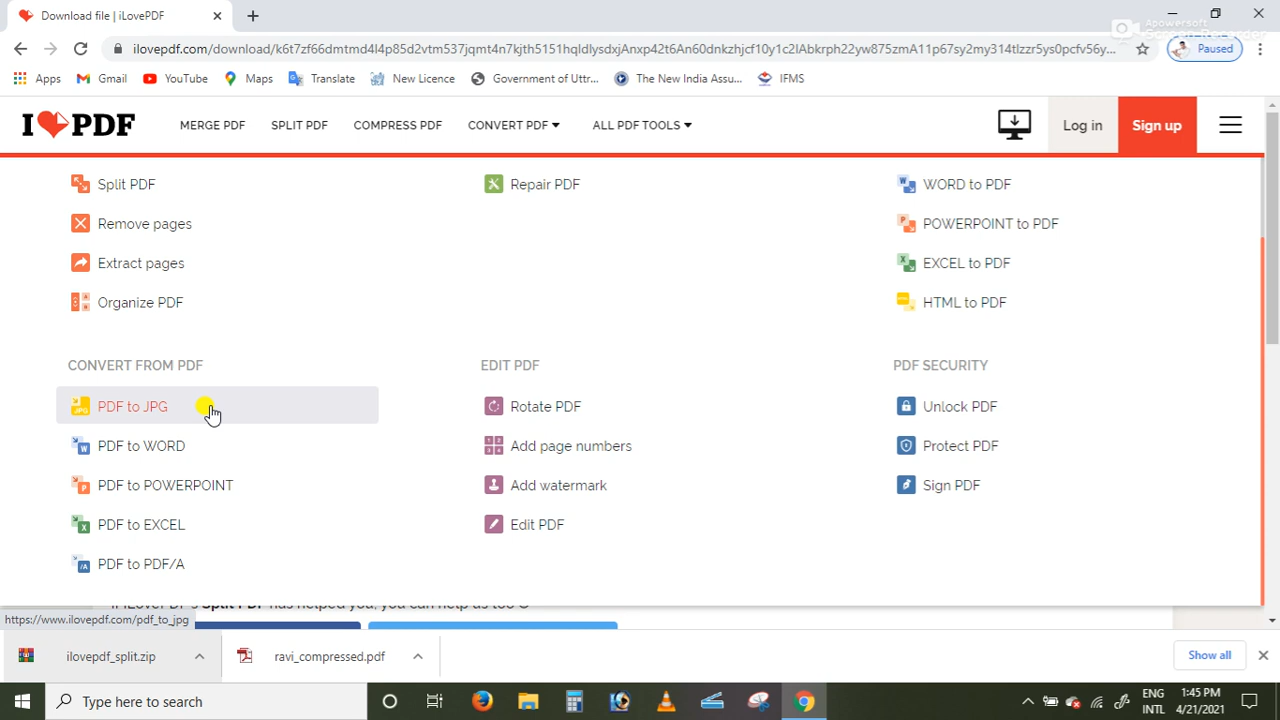 Download file | iLovePDF
Apowersoft
Screen Recorder
Paused
Apps
Gmail
YouTube
Maps
Translate
New Licence
Government of Uttr...
The New India Assu...
IFMS
I PDF
MERGE PDF
SPLIT PDF
COMPRESS PDF
CONVERT PDF
ALL PDF TOOLS
Log in
Sign up
Split PDF
Repair PDF
WORD to PDF
Remove pages
POWERPOINT to PDF
Extract pages
EXCEL to PDF
Organize PDF
HTML to PDF
CONVERT FROM PDF
EDIT PDF
PDF SECURITY
PDF to JPG
Rotate PDF
Unlock PDF
PDF to WORD
Add page numbers
Protect PDF
PDF to POWERPOINT
Add watermark
Sign PDF
PDF to EXCEL
Edit PDF
PDF to PDF/A
https://www.ilovepdf.com/pdf_to_jpg
ilovepdf_split.zip
ravi_compressed.pdf
Show all
Type here to search
ENG
INTL
1:45 PM
4/21/2021